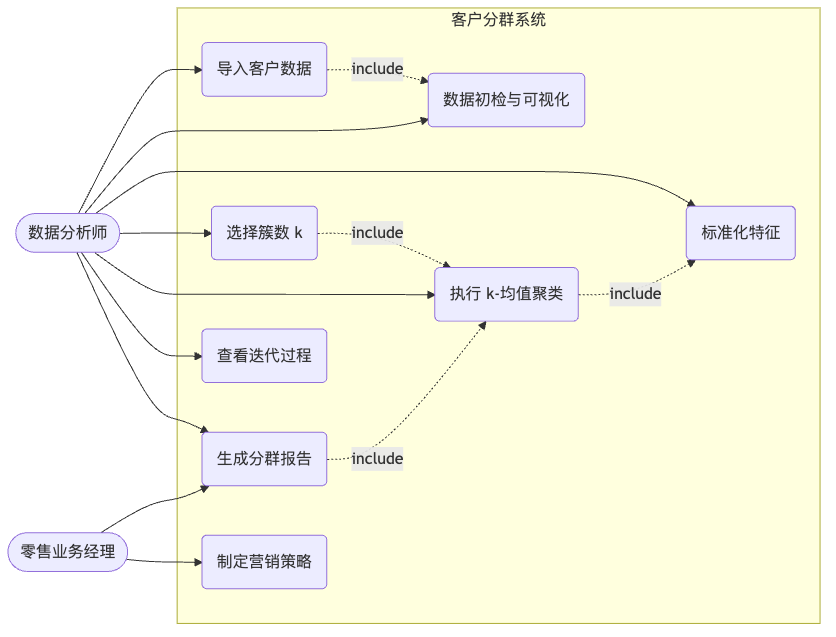 客户分群系统
导入客户数据
include
数据初检与可视化
数据分析师
选择簇数 k
include
标准化特征
执行 k-均值聚类
include
查看迭代过程
生成分群报告
include
零售业务经理
制定营销策略